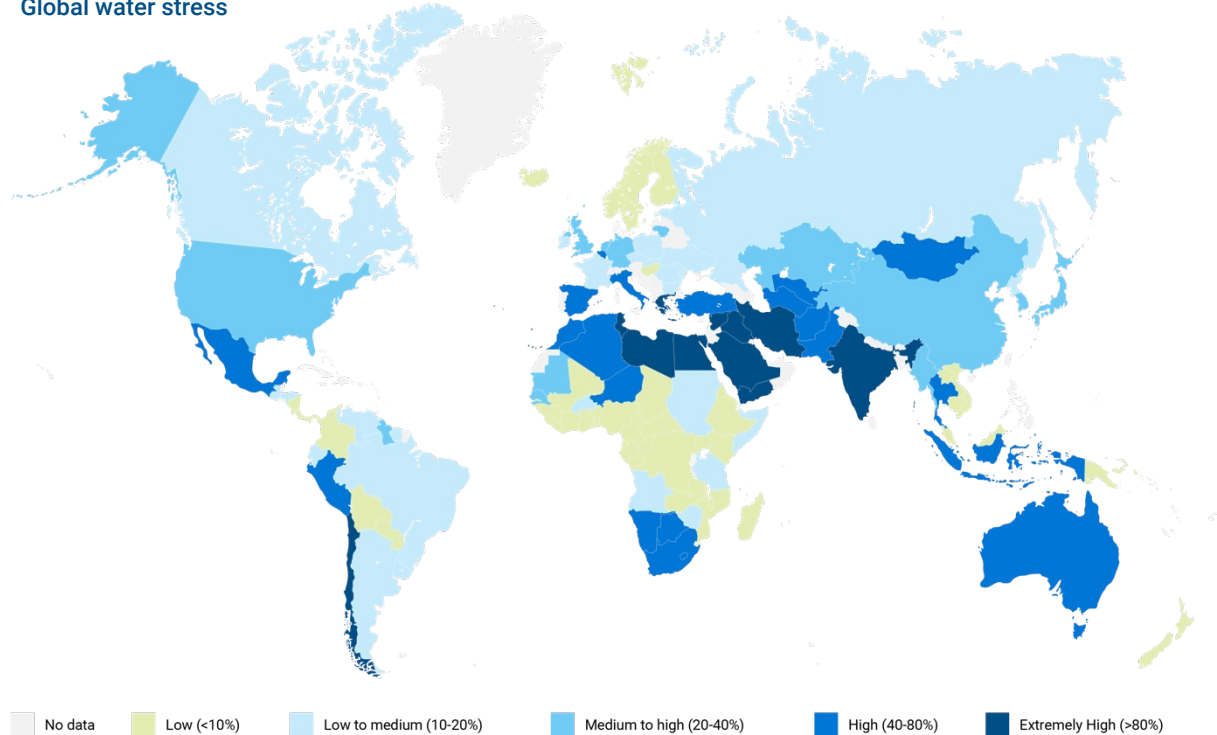 Global water stress
No data
Low (<10%)
Low to medium (10-20%)
Medium to high (20-40%)
High (40-80%)
Extremely High (>80%)